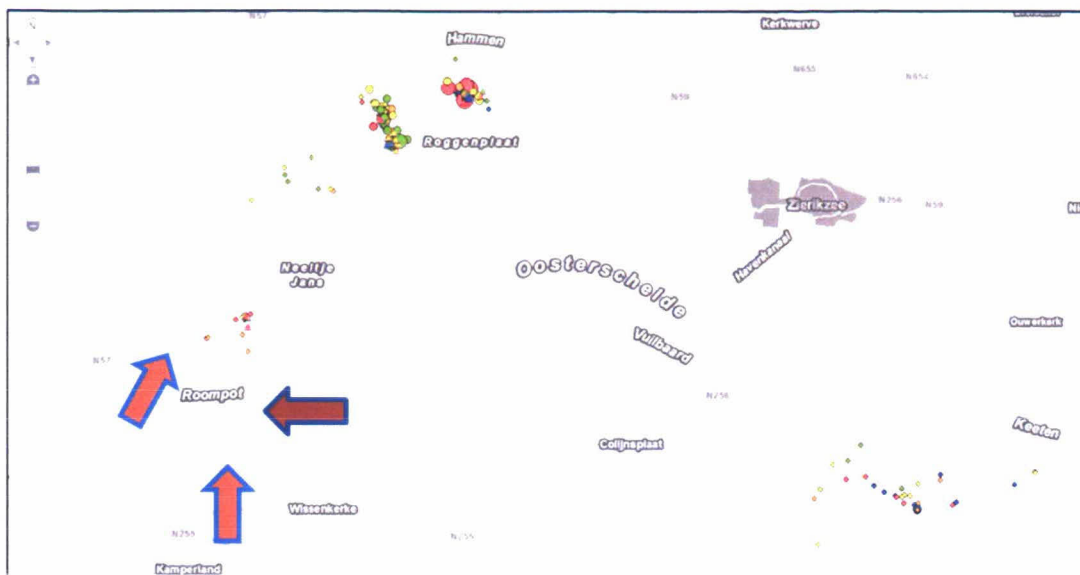 N57
Kerkwerve
Hammen
N655
N654
N59
Roggenplaat
Zierikzee
N256
N59
Havenkanaal
Neeltje
Jans
Oosterschelde
Ouwerkerk
Vuilbaard
N57
Roompot
N256
Colijnsplaat
Keeten
Wissenkerke
N255
N255
Kamperland